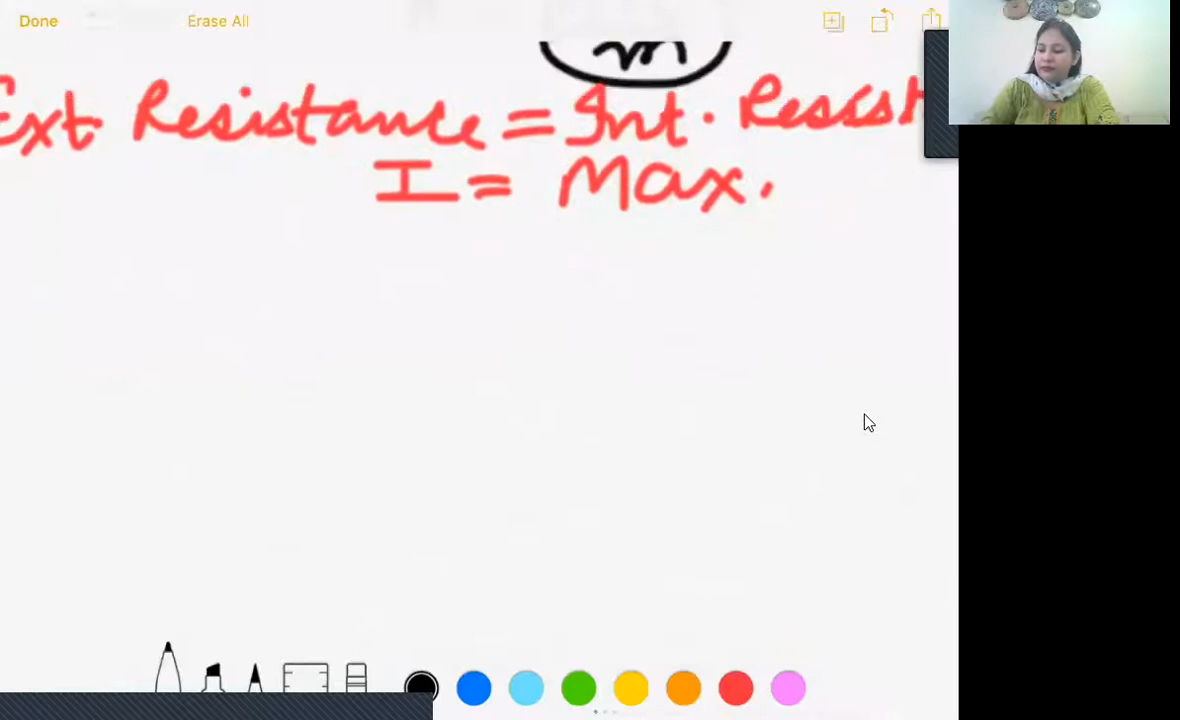 Done Erase All
m
Ext Resistance = Int. Resist
I = Max.